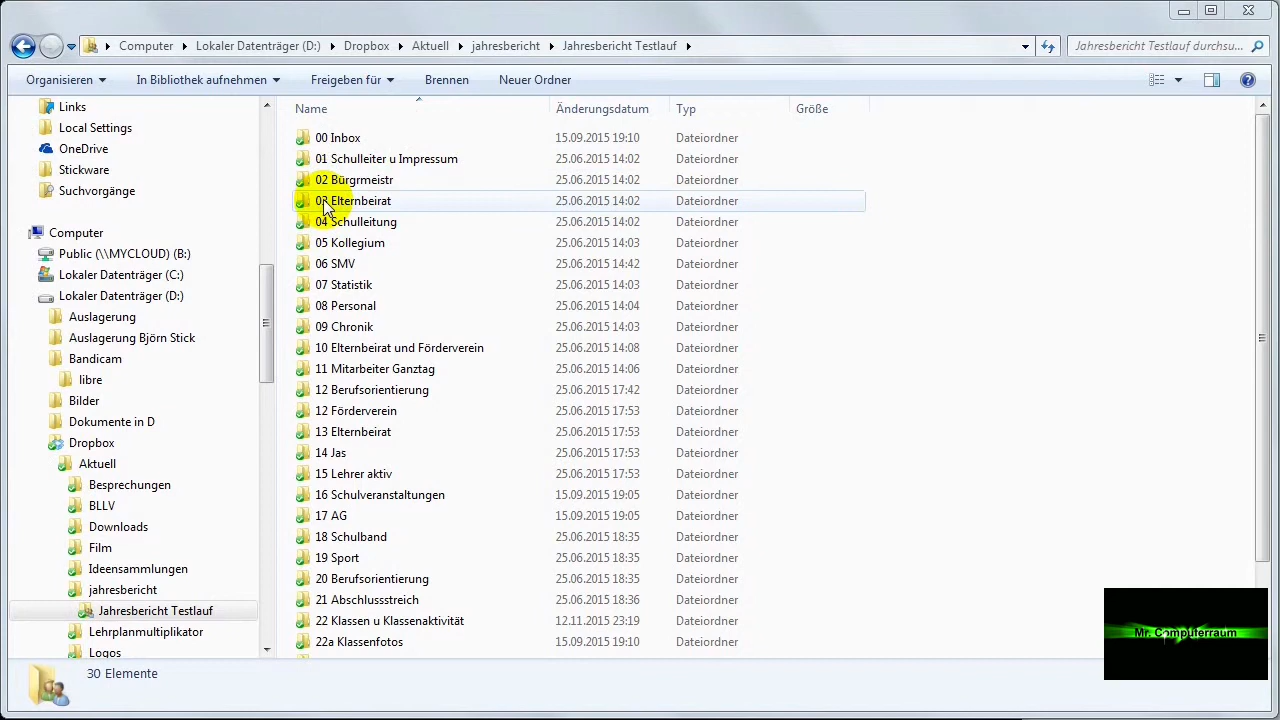 Computer
Lokaler Datenträger (D:)
Dropbox
Aktuell
jahresbericht
Jahresbericht Testlauf
Jahresbericht Testlauf durchsu...
Organisieren
In Bibliothek aufnehmen
Freigeben für
Brennen
Neuer Ordner
Links
Local Settings
OneDrive
Stickware
Suchvorgänge
Computer
Public (\\MYCLOUD) (B:)
Lokaler Datenträger (C:)
Lokaler Datenträger (D:)
Auslagerung
Auslagerung Björn Stick
Bandicam
libre
Bilder
Dokumente in D
Dropbox
Aktuell
Besprechungen
BLLV
Downloads
Film
Ideensammlungen
jahresbericht
Jahresbericht Testlauf
Lehrplanmultiplikator
Logos
Name Änderungsdatum Typ Größe
00 Inbox 15.09.2015 19:10 Dateiordner
01 Schulleiter u Impressum 25.06.2015 14:02 Dateiordner
02 Bürgrmeistr 25.06.2015 14:02 Dateiordner
03 Elternbeirat 25.06.2015 14:02 Dateiordner
04 Schulleitung 25.06.2015 14:02 Dateiordner
05 Kollegium 25.06.2015 14:03 Dateiordner
06 SMV 25.06.2015 14:42 Dateiordner
07 Statistik 25.06.2015 14:03 Dateiordner
08 Personal 25.06.2015 14:04 Dateiordner
09 Chronik 25.06.2015 14:03 Dateiordner
10 Elternbeirat und Förderverein 25.06.2015 14:08 Dateiordner
11 Mitarbeiter Ganztag 25.06.2015 14:06 Dateiordner
12 Berufsorientierung 25.06.2015 17:42 Dateiordner
12 Förderverein 25.06.2015 17:53 Dateiordner
13 Elternbeirat 25.06.2015 17:53 Dateiordner
14 Jas 25.06.2015 17:53 Dateiordner
15 Lehrer aktiv 25.06.2015 17:53 Dateiordner
16 Schulveranstaltungen 15.09.2015 19:05 Dateiordner
17 AG 15.09.2015 19:05 Dateiordner
18 Schulband 25.06.2015 18:35 Dateiordner
19 Sport 25.06.2015 18:35 Dateiordner
20 Berufsorientierung 25.06.2015 18:35 Dateiordner
21 Abschlussstreich 25.06.2015 18:36 Dateiordner
22 Klassen u Klassenaktivität 12.11.2015 23:19 Dateiordner
22a Klassenfotos 15.09.2015 19:10 Dateiordner
Mr. Computerraum
30 Elemente